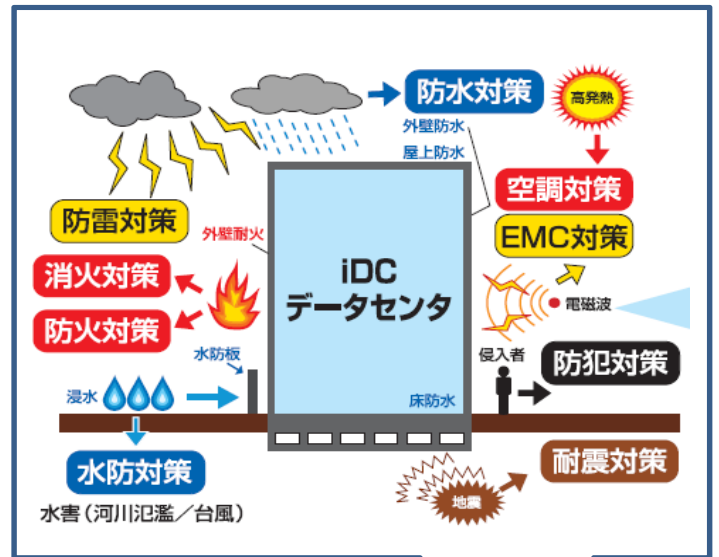 防水対策
高発熱
外壁防水
屋上防水
空調対策
防雷対策
EMC対策
外壁耐火
iDC
データセンタ
消火対策
防火対策
電磁波
水防板
侵入者
防犯対策
浸水
床防水
水防対策
耐震対策
地震
水害(河川氾濫/台風)